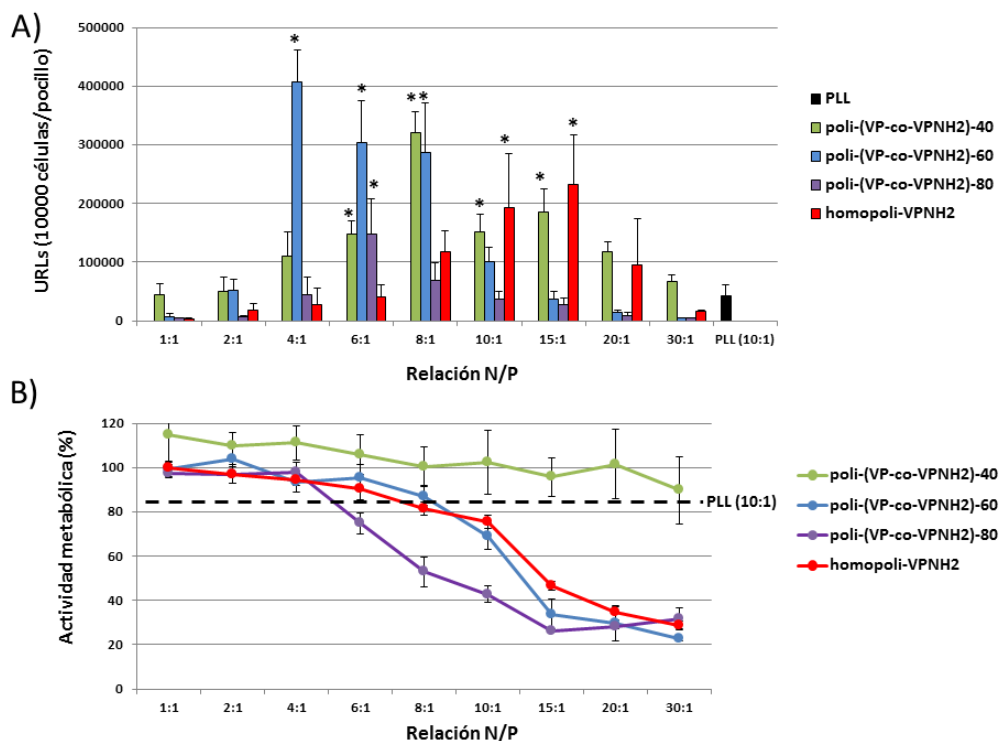 A)
URLs (10000 células/pocillo)
500000
400000
300000
200000
100000
0
*
*
*
*
**
*
*
*
*
1:1
2:1
4:1
6:1
8:1
10:1
15:1
20:1
30:1
PLL (10:1)
Relación N/P
PLL
poli-(VP-co-VPNH2)-40
poli-(VP-co-VPNH2)-60
poli-(VP-co-VPNH2)-80
homopoli-VPNH2
B)
Actividad metabólica (%)
120
100
80
60
40
20
0
PLL (10:1)
1:1
2:1
4:1
6:1
8:1
10:1
15:1
20:1
30:1
Relación N/P
poli-(VP-co-VPNH2)-40
poli-(VP-co-VPNH2)-60
poli-(VP-co-VPNH2)-80
homopoli-VPNH2